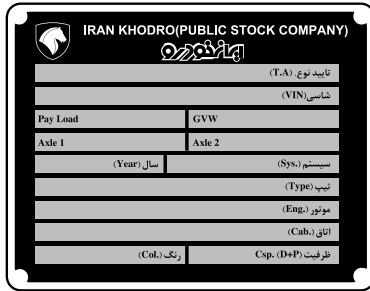 IRAN KHODRO(PUBLIC STOCK COMPANY)
ایران‌خودرو
تایید نوع. (T.A)
شاسی(VIN)
Pay Load GVW
Axle 1 Axle 2
سیستم (Sys.) سال (Year)
تیپ (Type)
موتور (Eng.)
اتاق (Cab.)
ظرفیت Csp. (D+P) رنگ (Col.)